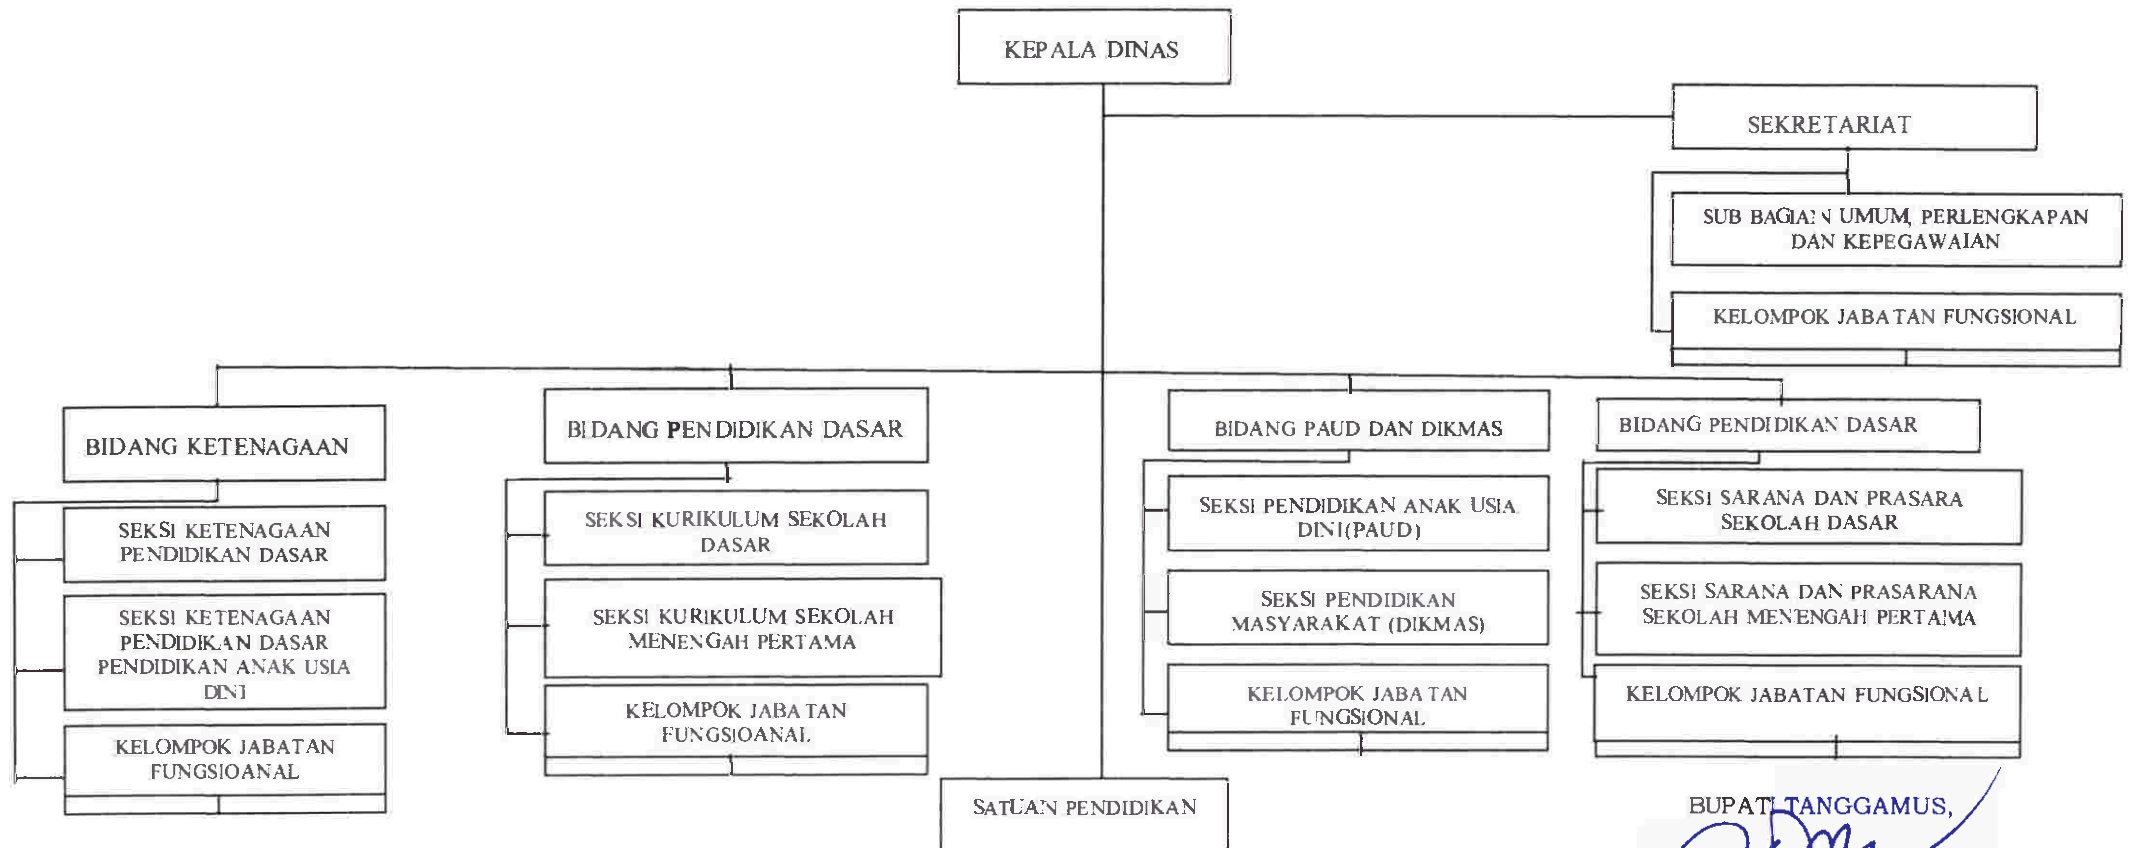 KEPALA DINAS
SEKRETARIAT
SUB BAGIAN UMUM, PERLENGKAPAN
DAN KEPEGAWAIAN
KELOMPOK JABATAN FUNGSIONAL
BIDANG KETENAGAAN
SEKSI KETENAGAAN
PENDIDIKAN DASAR
SEKSI KETENAGAAN
PENDIDIKAN DASAR
PENDIDIKAN ANAK USIA
DINI
KELOMPOK JABATAN
FUNGSIOANAL
BIDANG PENDIDIKAN DASAR
SEKSI KURIKULUM SEKOLAH
DASAR
SEKSI KURIKULUM SEKOLAH
MENENGAH PERTAMA
KELOMPOK JABATAN
FUNGSIOANAL
BIDANG PAUD DAN DIKMAS
SEKSI PENDIDIKAN ANAK USIA
DINI(PAUD)
SEKSI PENDIDIKAN
MASYARAKAT (DIKMAS)
KELOMPOK JABATAN
FUNGSIONAL
BIDANG PENDIDIKAN DASAR
SEKSI SARANA DAN PRASARA
SEKOLAH DASAR
SEKSI SARANA DAN PRASARANA
SEKOLAH MENENGAH PERTAMA
KELOMPOK JABATAN FUNGSIONAL
SATUAN PENDIDIKAN
BUPATI TANGGAMUS,